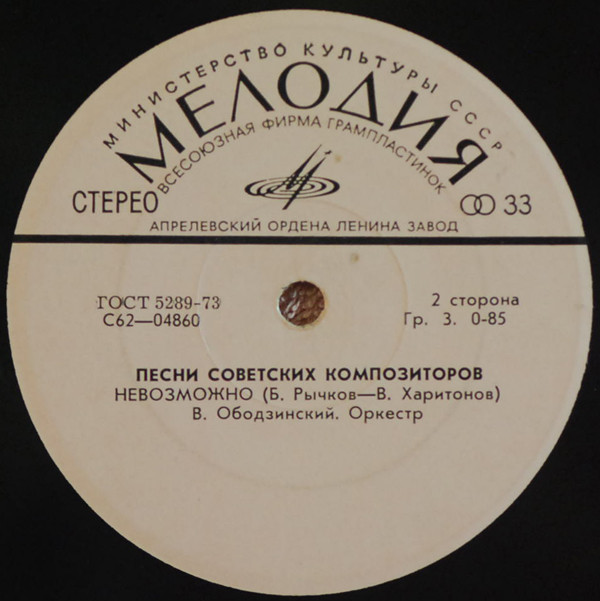 МИНИСТЕРСТВО КУЛЬТУРЫ СССР
МЕЛОДИЯ
ВСЕСОЮЗНАЯ ФИРМА ГРАМПЛАСТИНОК
СТЕРЕО
33
АПРЕЛЕВСКИЙ ОРДЕНА ЛЕНИНА ЗАВОД
ГОСТ 5289-73
2 сторона
С62—04860
Гр. 3. 0-85
ПЕСНИ СОВЕТСКИХ КОМПОЗИТОРОВ
НЕВОЗМОЖНО (Б. Рычков—В. Харитонов)
В. Ободзинский. Оркестр